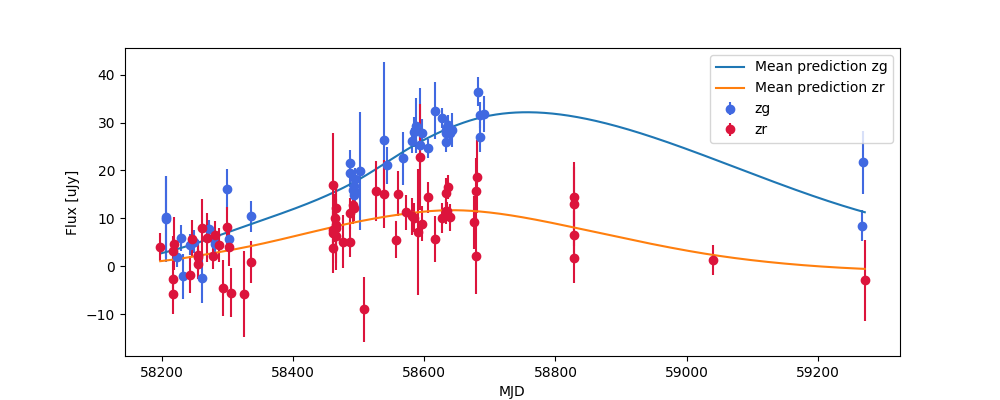 Flux [uJy]
40
30
20
10
0
−10
58200
58400
58600
58800
59000
59200
MJD
Mean prediction zg
Mean prediction zr
zg
zr